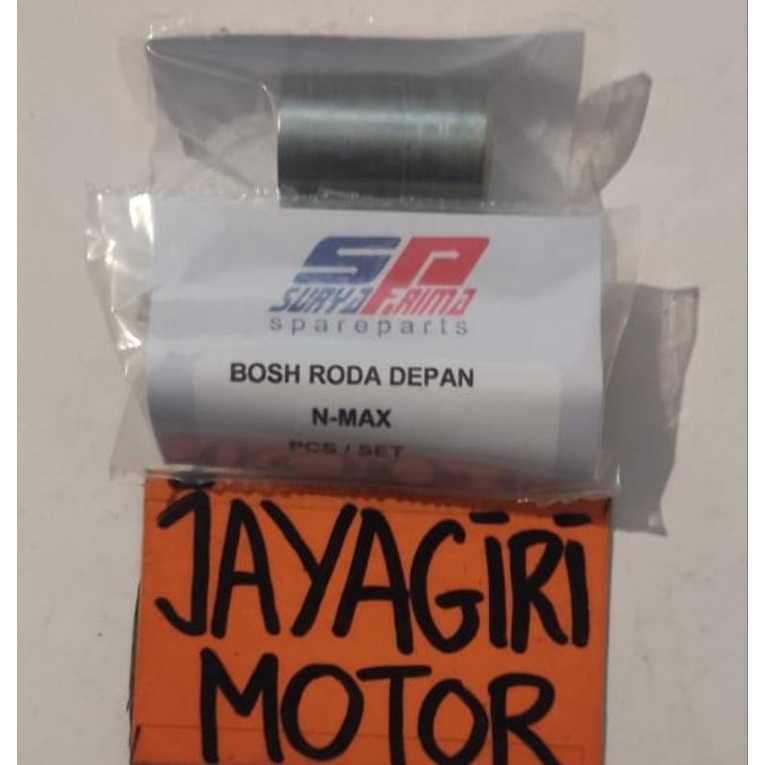 SP
SURYA PRIMA
spareparts
BOSH RODA DEPAN
N-MAX
PCS / SET
JAYAGIRI
MOTOR